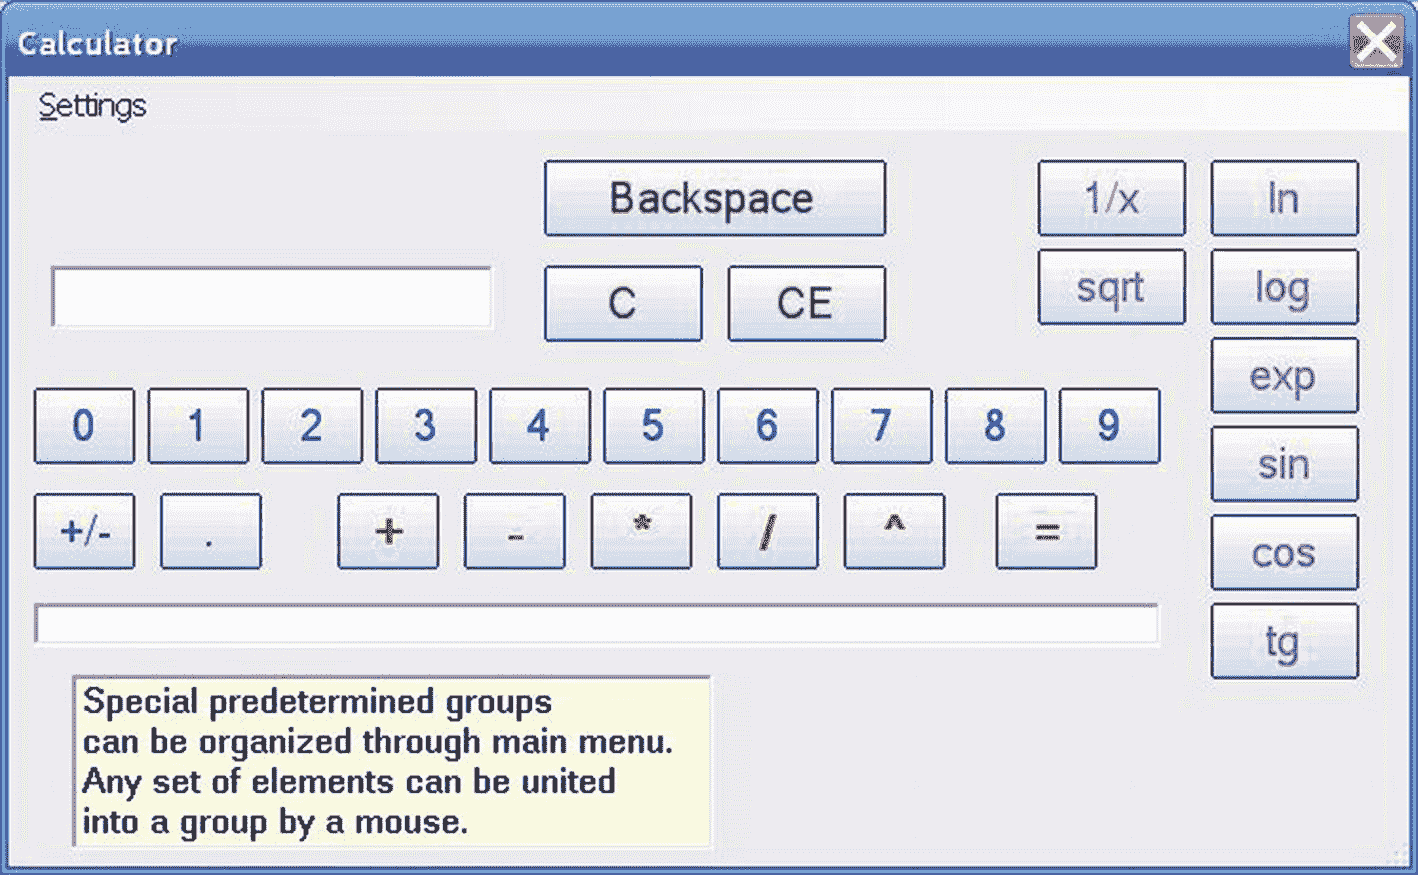 Calculator
Settings
Backspace
1/x ln
C CE
sqrt log
exp
0 1 2 3 4 5 6 7 8 9
sin
+/- . + - * / ^ =
cos
tg
Special predetermined groups
can be organized through main menu.
Any set of elements can be united
into a group by a mouse.